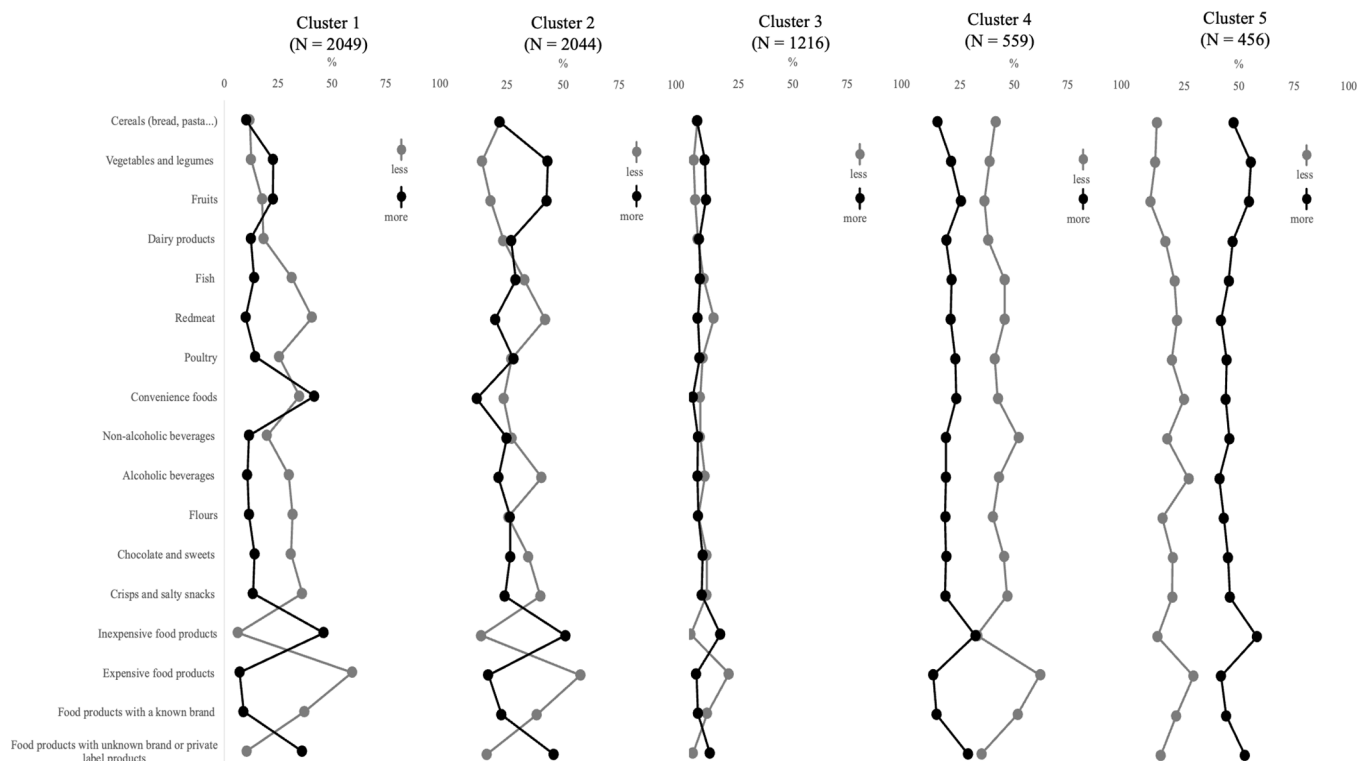 Cluster 1
(N = 2049)
%
Cluster 2
(N = 2044)
%
Cluster 3
(N = 1216)
%
Cluster 4
(N = 559)
%
Cluster 5
(N = 456)
%
0 25 50 75 100 25 50 75 100 25 50 75 100 25 50 75 100 25 50 75 100
Cereals (bread, pasta...)
Vegetables and legumes
Fruits
Dairy products
Fish
Redmeat
Poultry
Convenience foods
Non-alcoholic beverages
Alcoholic beverages
Flours
Chocolate and sweets
Crisps and salty snacks
Inexpensive food products
Expensive food products
Food products with a known brand
Food products with unknown brand or private
label products
less
more
less
more
less
more
less
more
less
more